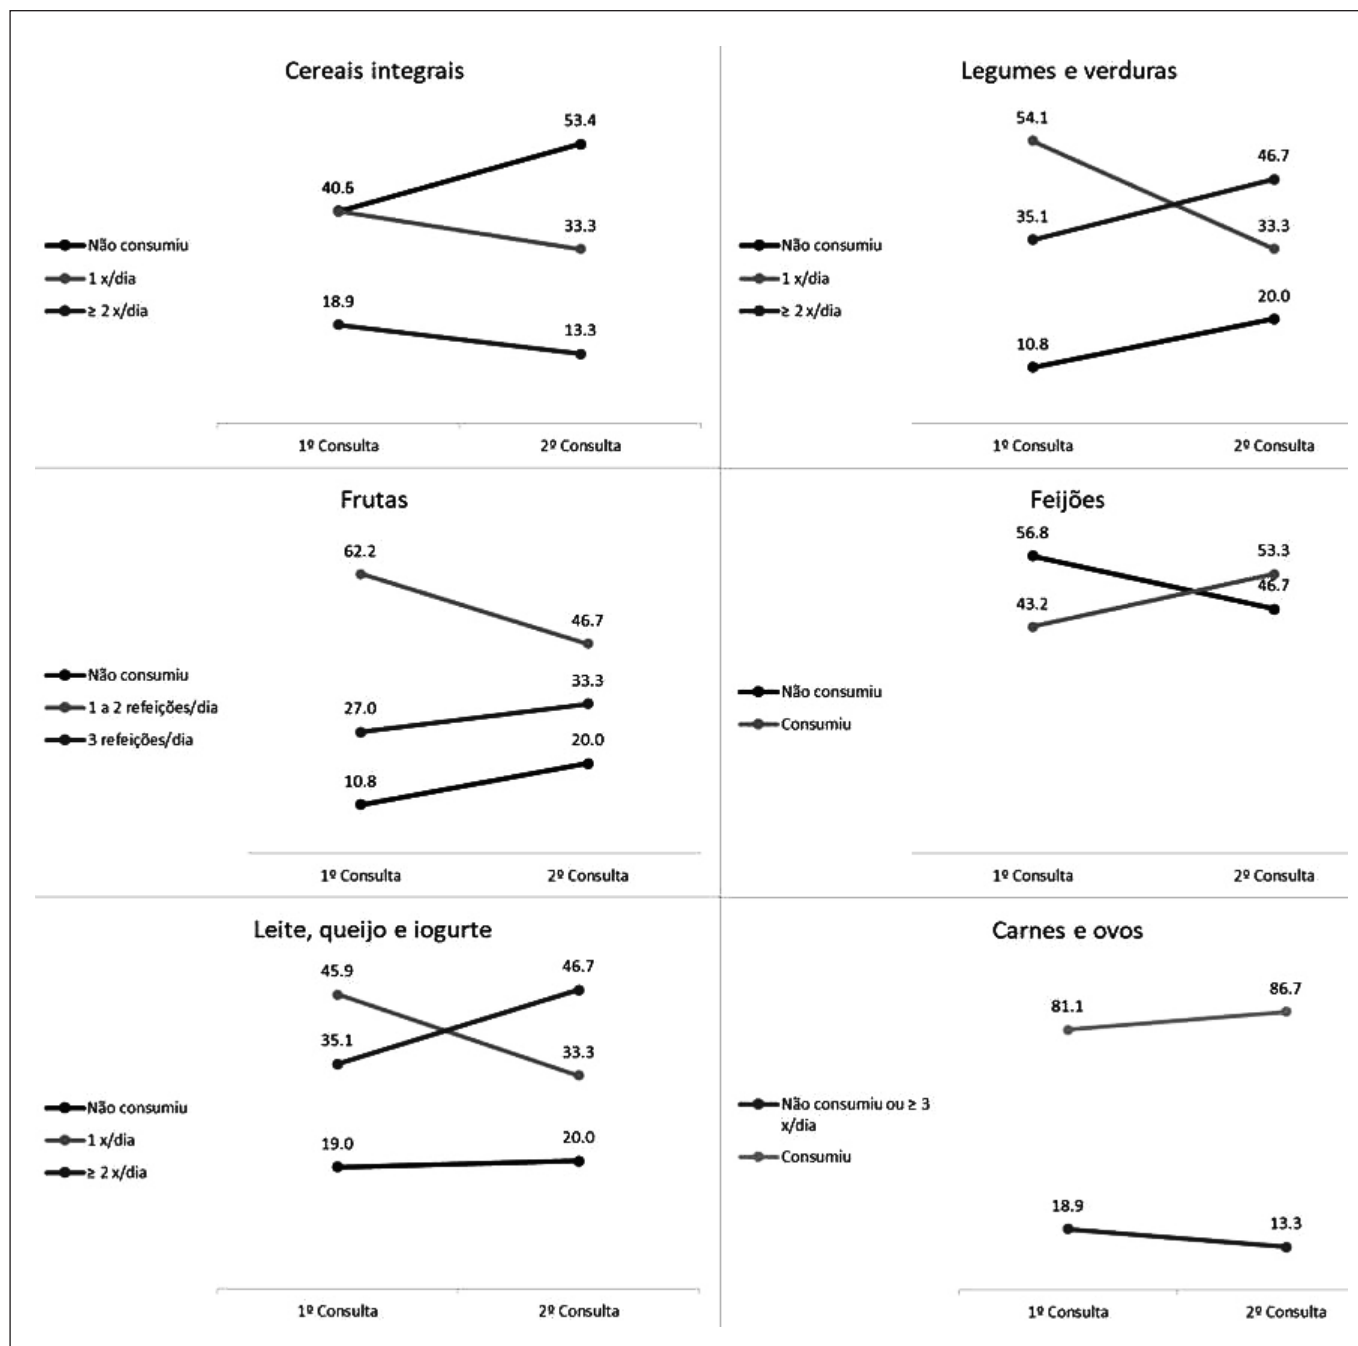 Cereais integrais
53.4
40.6
33.3
18.9
13.3
Não consumiu
1 x/dia
≥ 2 x/dia
1º Consulta 2º Consulta
Legumes e verduras
54.1
46.7
35.1
33.3
20.0
10.8
Não consumiu
1 x/dia
≥ 2 x/dia
1º Consulta 2º Consulta
Frutas
62.2
46.7
33.3
27.0
20.0
10.8
Não consumiu
1 a 2 refeições/dia
3 refeições/dia
1º Consulta 2º Consulta
Feijões
56.8
53.3
46.7
43.2
Não consumiu
Consumiu
1º Consulta 2º Consulta
Leite, queijo e iogurte
45.9
46.7
35.1
33.3
19.0
20.0
Não consumiu
1 x/dia
≥ 2 x/dia
1º Consulta 2º Consulta
Carnes e ovos
86.7
81.1
18.9
13.3
Não consumiu ou ≥ 3
x/dia
Consumiu
1º Consulta 2º Consulta